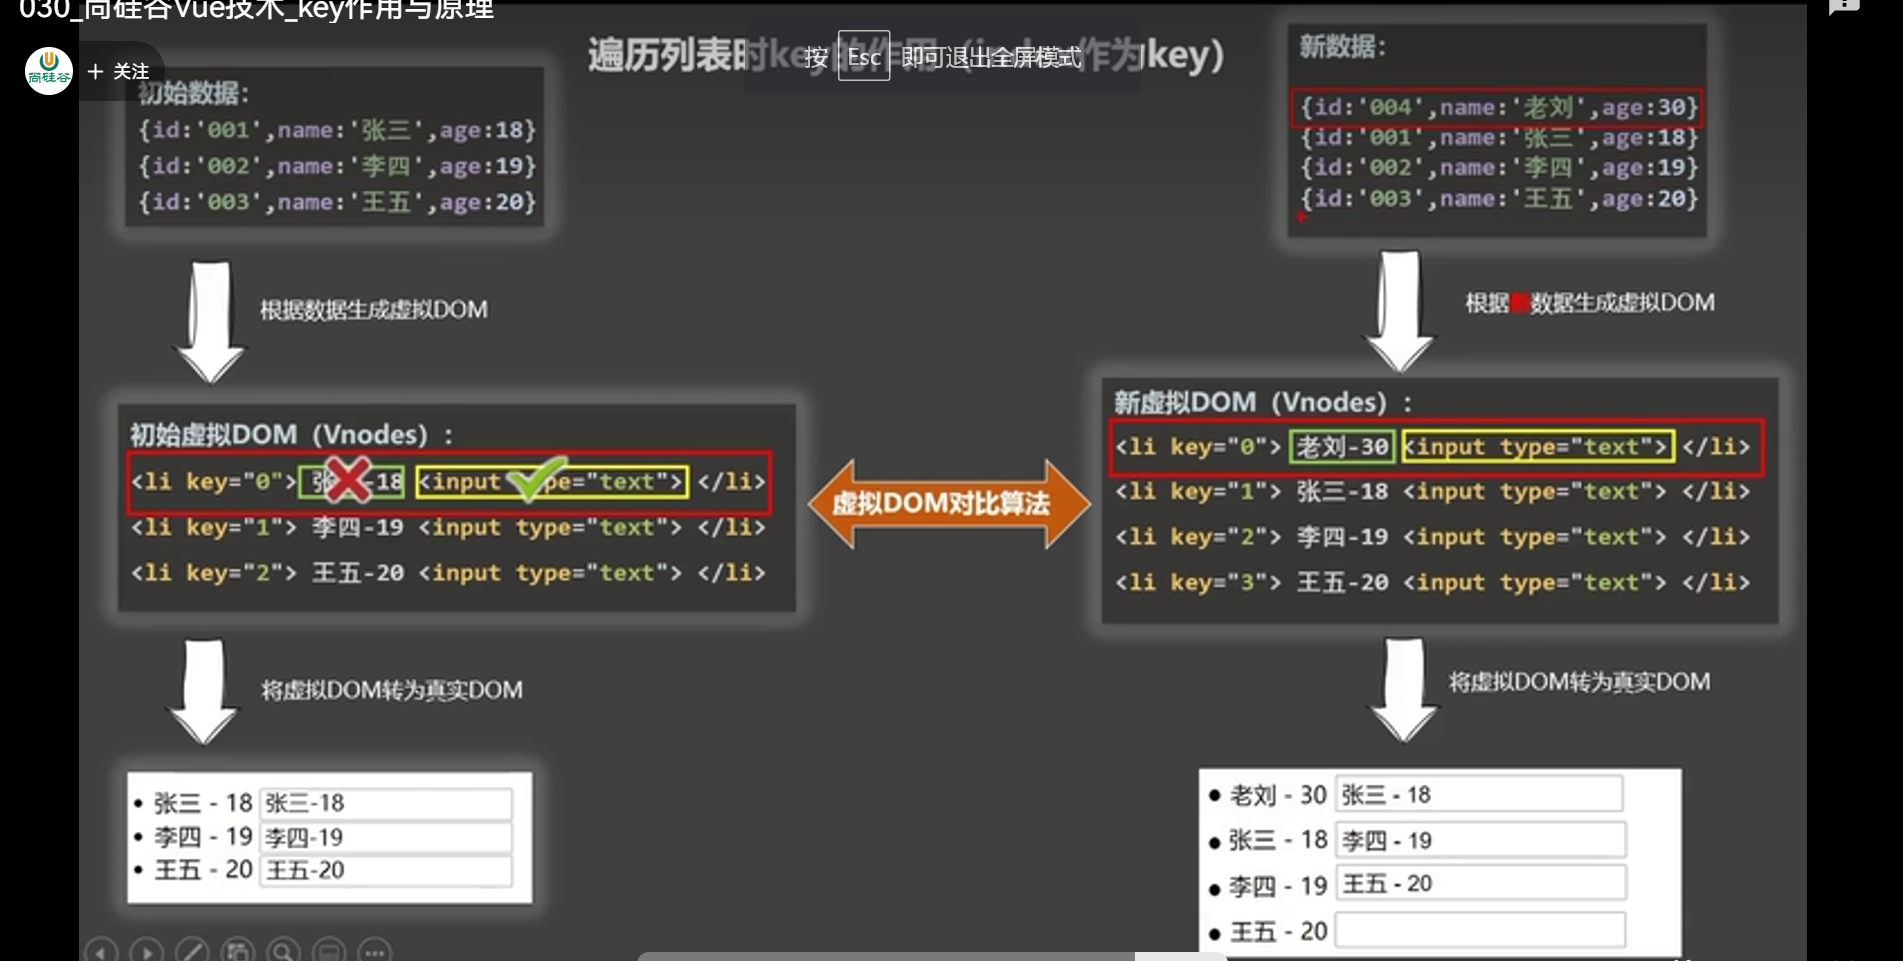 030_尚硅谷Vue技术_key作用与原理
尚硅谷
+ 关注
遍历列表时key的作用（index作为key）
按 Esc 即可退出全屏模式
初始数据：
{id:'001',name:'张三',age:18}
{id:'002',name:'李四',age:19}
{id:'003',name:'王五',age:20}
新数据：
{id:'004',name:'老刘',age:30}
{id:'001',name:'张三',age:18}
{id:'002',name:'李四',age:19}
{id:'003',name:'王五',age:20}
根据数据生成虚拟DOM
根据 数据生成虚拟DOM
初始虚拟DOM（Vnodes）：
<li key="0"> 张 -18 <input pe="text"> </li>
<li key="1"> 李四-19 <input type="text"> </li>
<li key="2"> 王五-20 <input type="text"> </li>
虚拟DOM对比算法
新虚拟DOM（Vnodes）：
<li key="0"> 老刘-30 <input type="text"> </li>
<li key="1"> 张三-18 <input type="text"> </li>
<li key="2"> 李四-19 <input type="text"> </li>
<li key="3"> 王五-20 <input type="text"> </li>
将虚拟DOM转为真实DOM
将虚拟DOM转为真实DOM
• 张三 - 18 张三-18
• 李四 - 19 李四-19
• 王五 - 20 王五-20
• 老刘 - 30 张三 - 18
• 张三 - 18 李四 - 19
• 李四 - 19 王五 - 20
• 王五 - 20